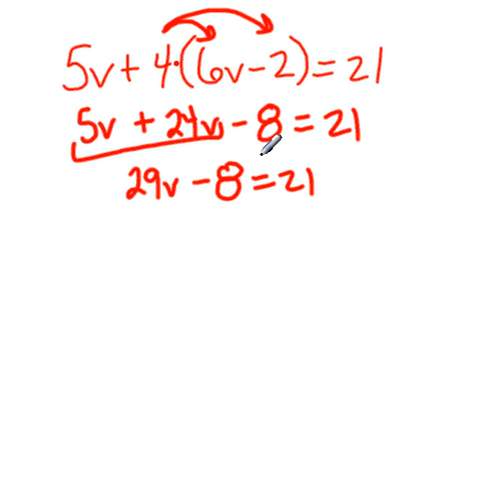 5v + 4·(6v - 2) = 21
5v + 24v - 8 = 21
29v - 8 = 21